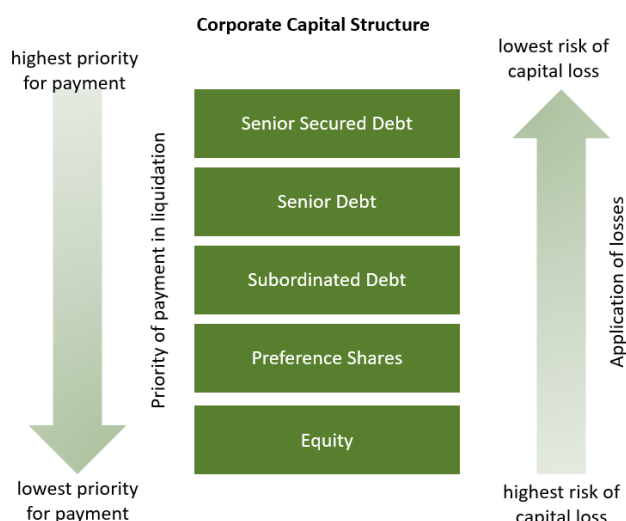 Corporate Capital Structure
highest priority
for payment
lowest risk of
capital loss
Senior Secured Debt
Senior Debt
Subordinated Debt
Preference Shares
Equity
Priority of payment in liquidation
Application of losses
lowest priority
for payment
highest risk of
capital loss